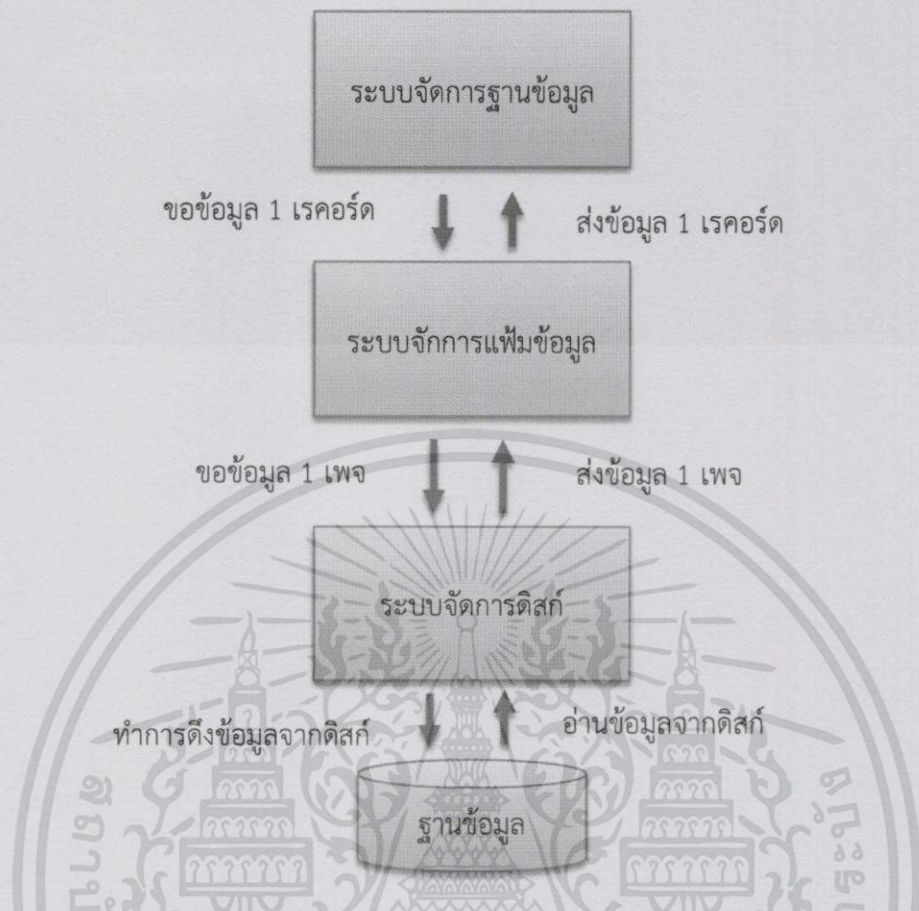 ระบบจัดการฐานข้อมูล
ขอข้อมูล 1 เรคอร์ด
ส่งข้อมูล 1 เรคอร์ด
ระบบจักการแฟ้มข้อมูล
ขอข้อมูล 1 เพจ
ส่งข้อมูล 1 เพจ
ระบบจัดการดิสก์
ทำการดึงข้อมูลจากดิสก์
อ่านข้อมูลจากดิสก์
ฐานข้อมูล